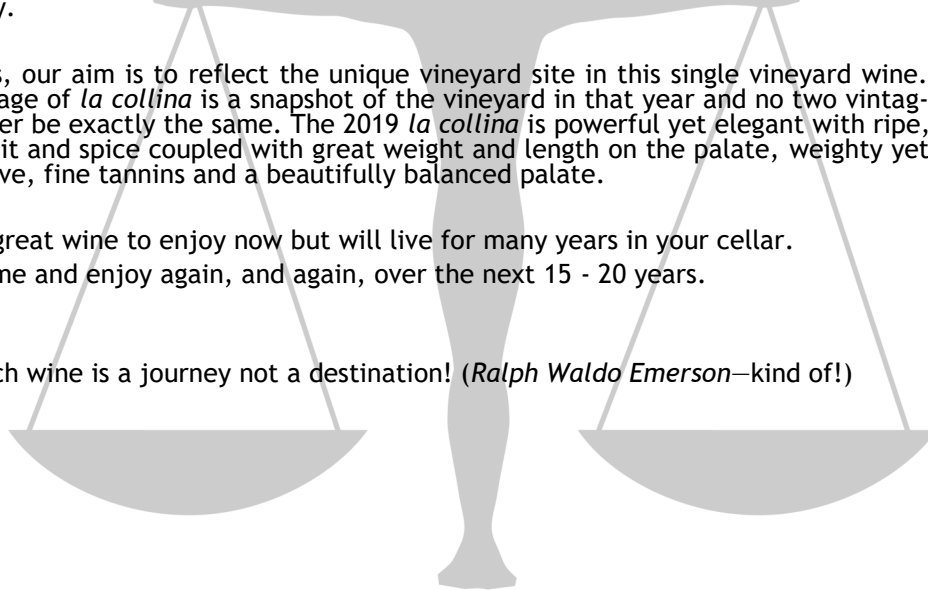 y.
s, our aim is to reflect the unique vineyard site in this single vineyard wine.
age of la collina is a snapshot of the vineyard in that year and no two vintag-
er be exactly the same. The 2019 la collina is powerful yet elegant with ripe,
it and spice coupled with great weight and length on the palate, weighty yet
ve, fine tannins and a beautifully balanced palate.
great wine to enjoy now but will live for many years in your cellar.
me and enjoy again, and again, over the next 15 - 20 years.
ch wine is a journey not a destination! (Ralph Waldo Emerson—kind of!)